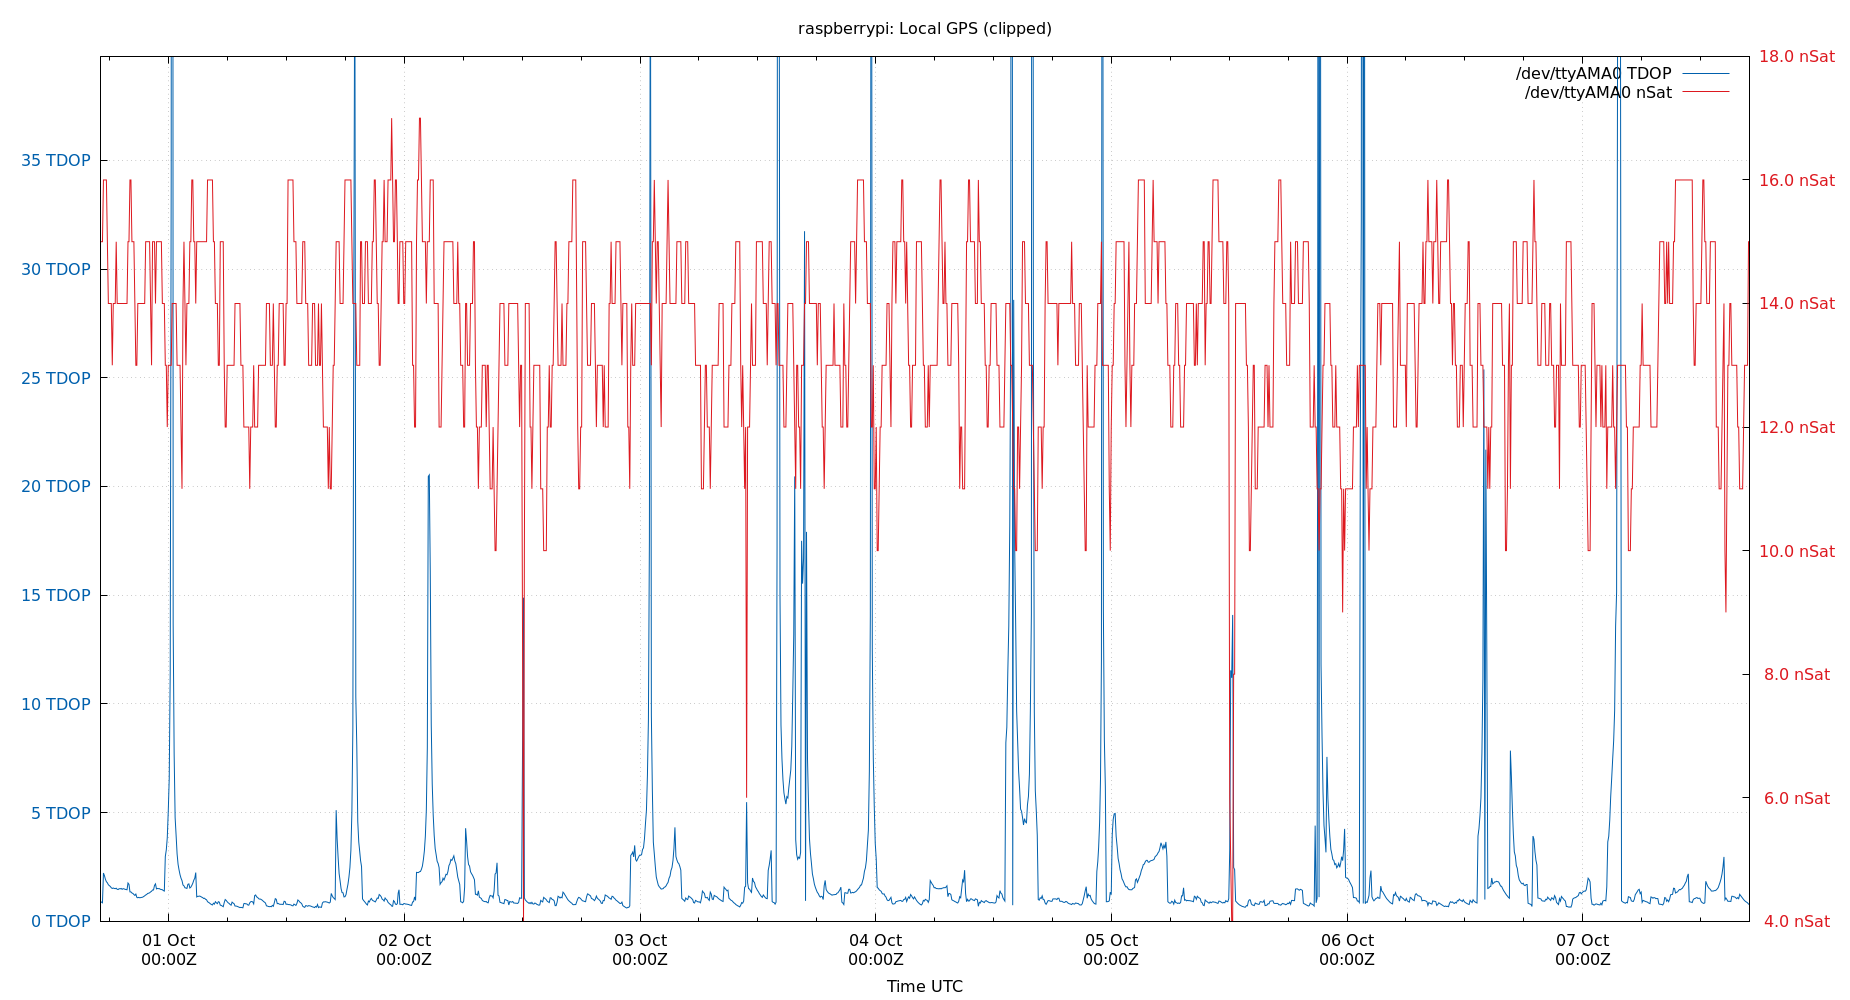 raspberrypi: Local GPS (clipped)
18.0 nSat
/dev/ttyAMA0 TDOP
/dev/ttyAMA0 nSat
35 TDOP
16.0 nSat
30 TDOP
14.0 nSat
25 TDOP
12.0 nSat
20 TDOP
10.0 nSat
15 TDOP
8.0 nSat
10 TDOP
6.0 nSat
5 TDOP
0 TDOP
4.0 nSat
01 Oct 02 Oct 03 Oct 04 Oct 05 Oct 06 Oct 07 Oct
00:00Z 00:00Z 00:00Z 00:00Z 00:00Z 00:00Z 00:00Z
Time UTC